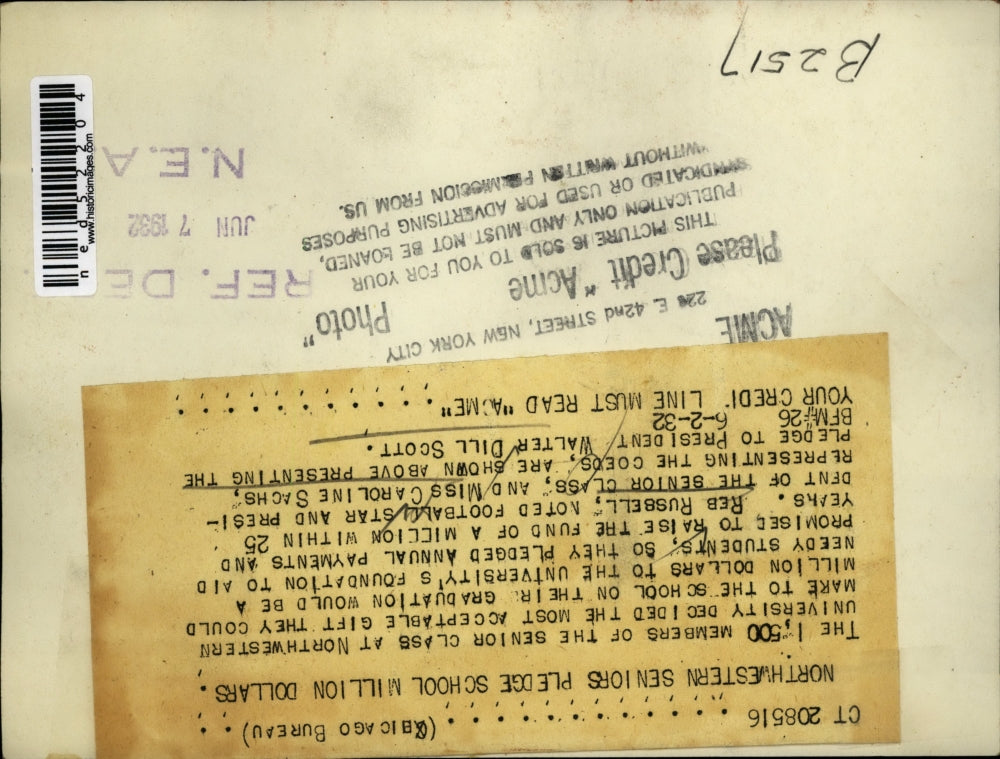 CT 208516 . . . . . . . . . . . . (CHICAGO BUREAU) . .
NORTHWESTERN SENIORS PLEDGE SCHOOL MILLION DOLLARS.
THE 1,500 MEMBERS OF THE SENIOR CLASS AT NORTHWESTERN
UNIVERSITY DECIDED THE MOST ACCEPTABLE GIFT THEY COULD
MAKE TO THE SCHOOL ON THEIR GRADUATION WOULD BE A
MILLION DOLLARS TO THE UNIVERSITY'S FOUNDATION TO AID
NEEDY STUDENTS, SO THEY PLEDGED ANNUAL PAYMENTS AND
PROMISED TO RAISE THE FUND OF A MILLION WITHIN 25
YEARS. REB RUSSELL, NOTED FOOTBALL STAR AND PRESI-
DENT OF THE SENIOR CLASS, AND MISS CAROLINE SACHS,
REPRESENTING THE COEDS, ARE SHOWN ABOVE PRESENTING THE
PLEDGE TO PRESIDENT WALTER DILL SCOTT.
BFM#26 6-2-32
YOUR CREDIT LINE MUST READ "ACME" . . . . . . . . . . .
ACME
220 E. 42nd STREET, NEW YORK CITY
Please Credit "Acme Photo"
THIS PICTURE IS SOLD TO YOU FOR YOUR
PUBLICATION ONLY AND MUST NOT BE LOANED,
SYNDICATED OR USED FOR ADVERTISING PURPOSES
WITHOUT WRITTEN PERMISSION FROM US.
REF. DE
JUN 7 1932
N.E.A
B2517
ned52204
www.historicimages.com